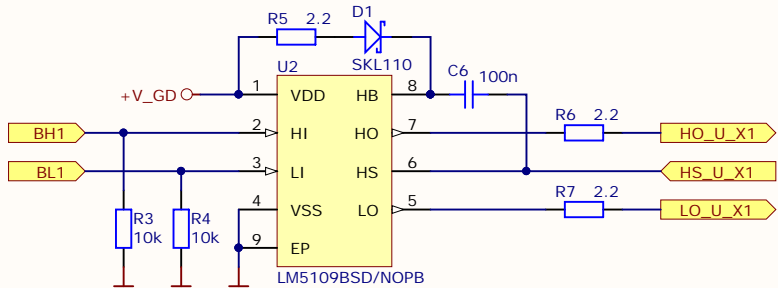 R5 2.2
D1
SKL110
U2
C6 100n
+V_GD
1 VDD HB 8
BH1
2 HI HO 7
R6 2.2
HO_U_X1
BL1
3 LI HS 6
HS_U_X1
R3
10k
R4
10k
4 VSS LO 5
R7 2.2
LO_U_X1
9 EP
LM5109BSD/NOPB